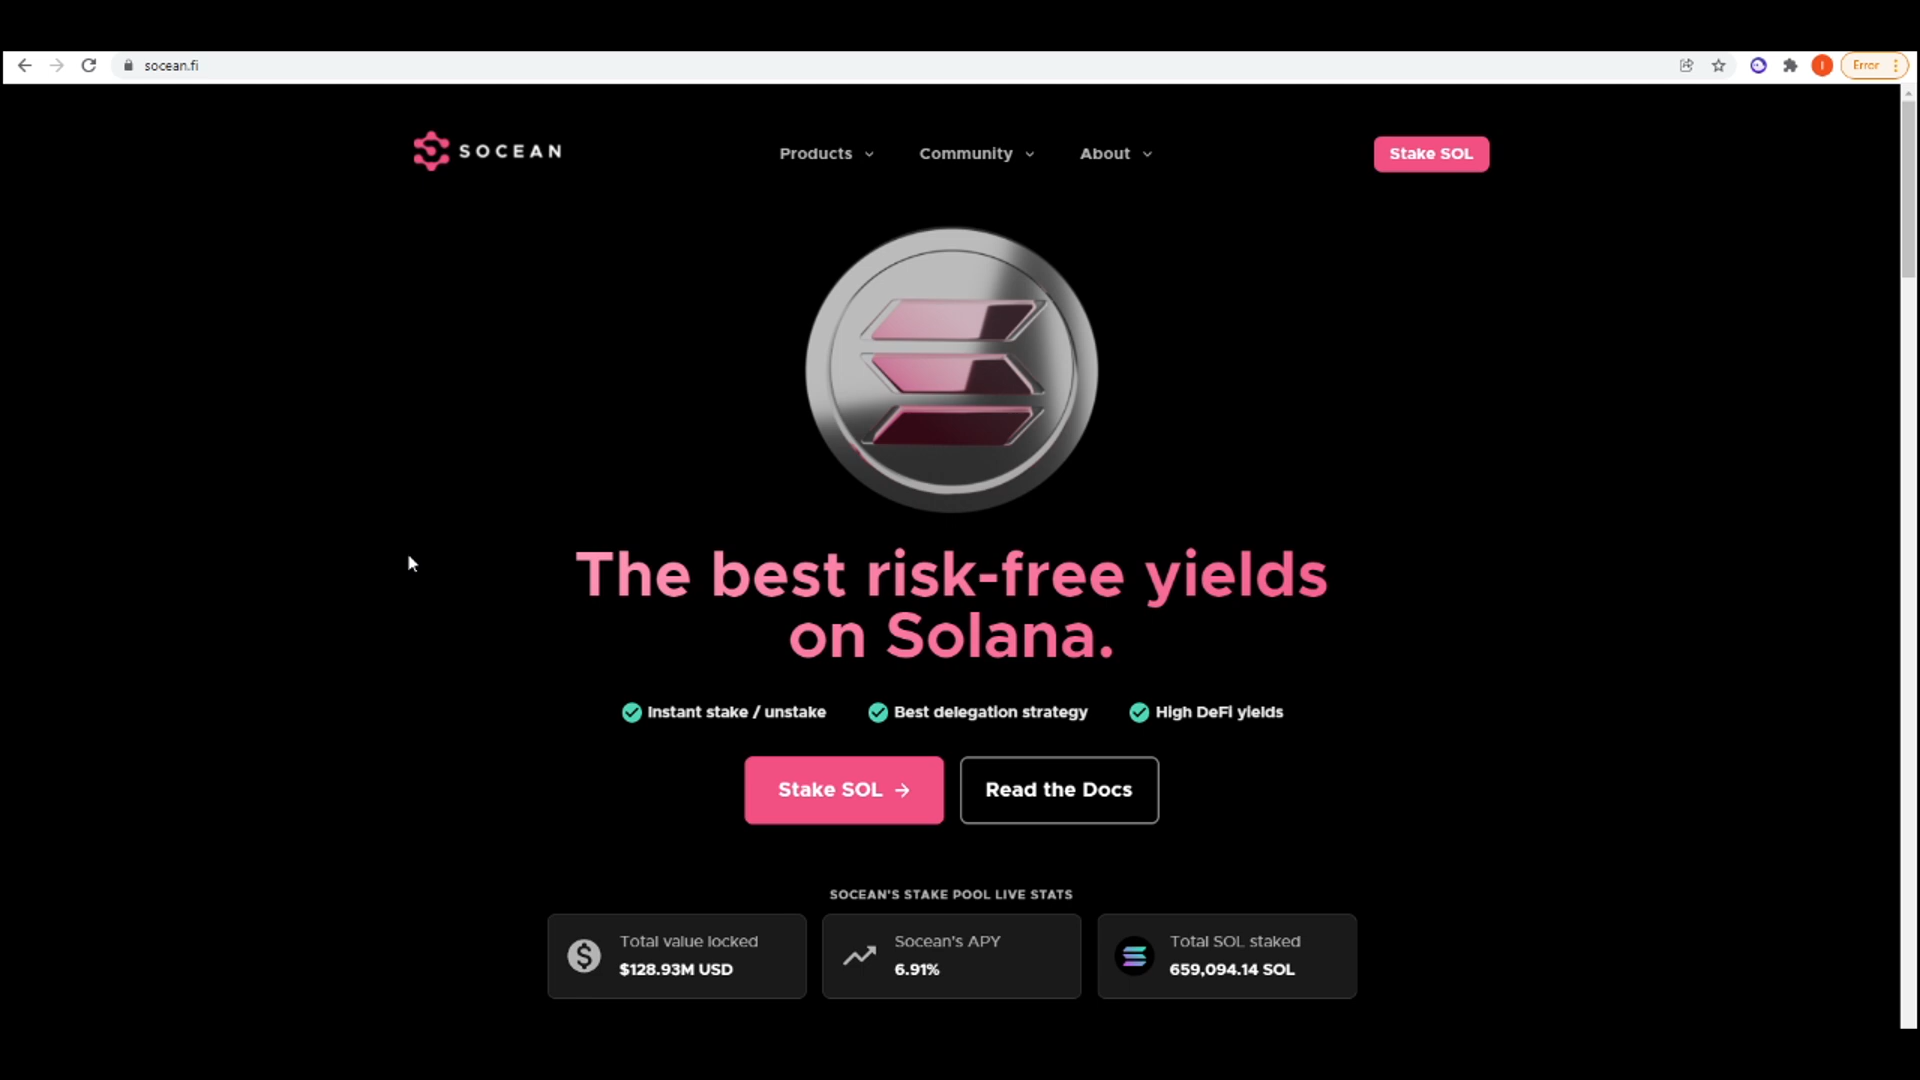 socean.fi
Error
SOCEAN
Products
Community
About
Stake SOL
The best risk-free yields
on Solana.
Instant stake / unstake
Best delegation strategy
High DeFi yields
Stake SOL →
Read the Docs
SOCEAN'S STAKE POOL LIVE STATS
Total value locked
$128.93M USD
Socean's APY
6.91%
Total SOL staked
659,094.14 SOL